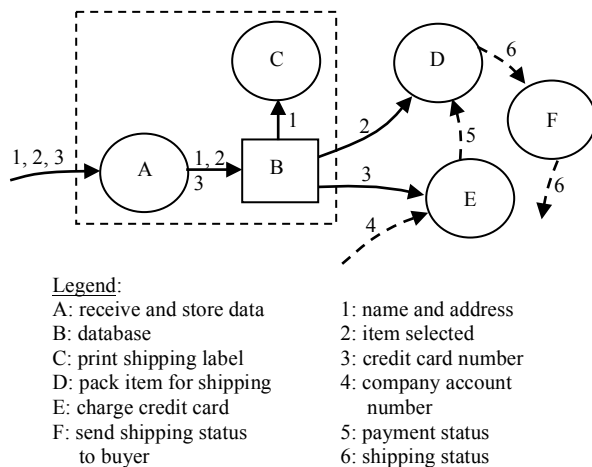 C
D
6
F
1
2
5
1, 2, 3
A
1, 2
3
B
3
E
6
4
Legend:
A: receive and store data
B: database
C: print shipping label
D: pack item for shipping
E: charge credit card
F: send shipping status
to buyer
1: name and address
2: item selected
3: credit card number
4: company account
number
5: payment status
6: shipping status